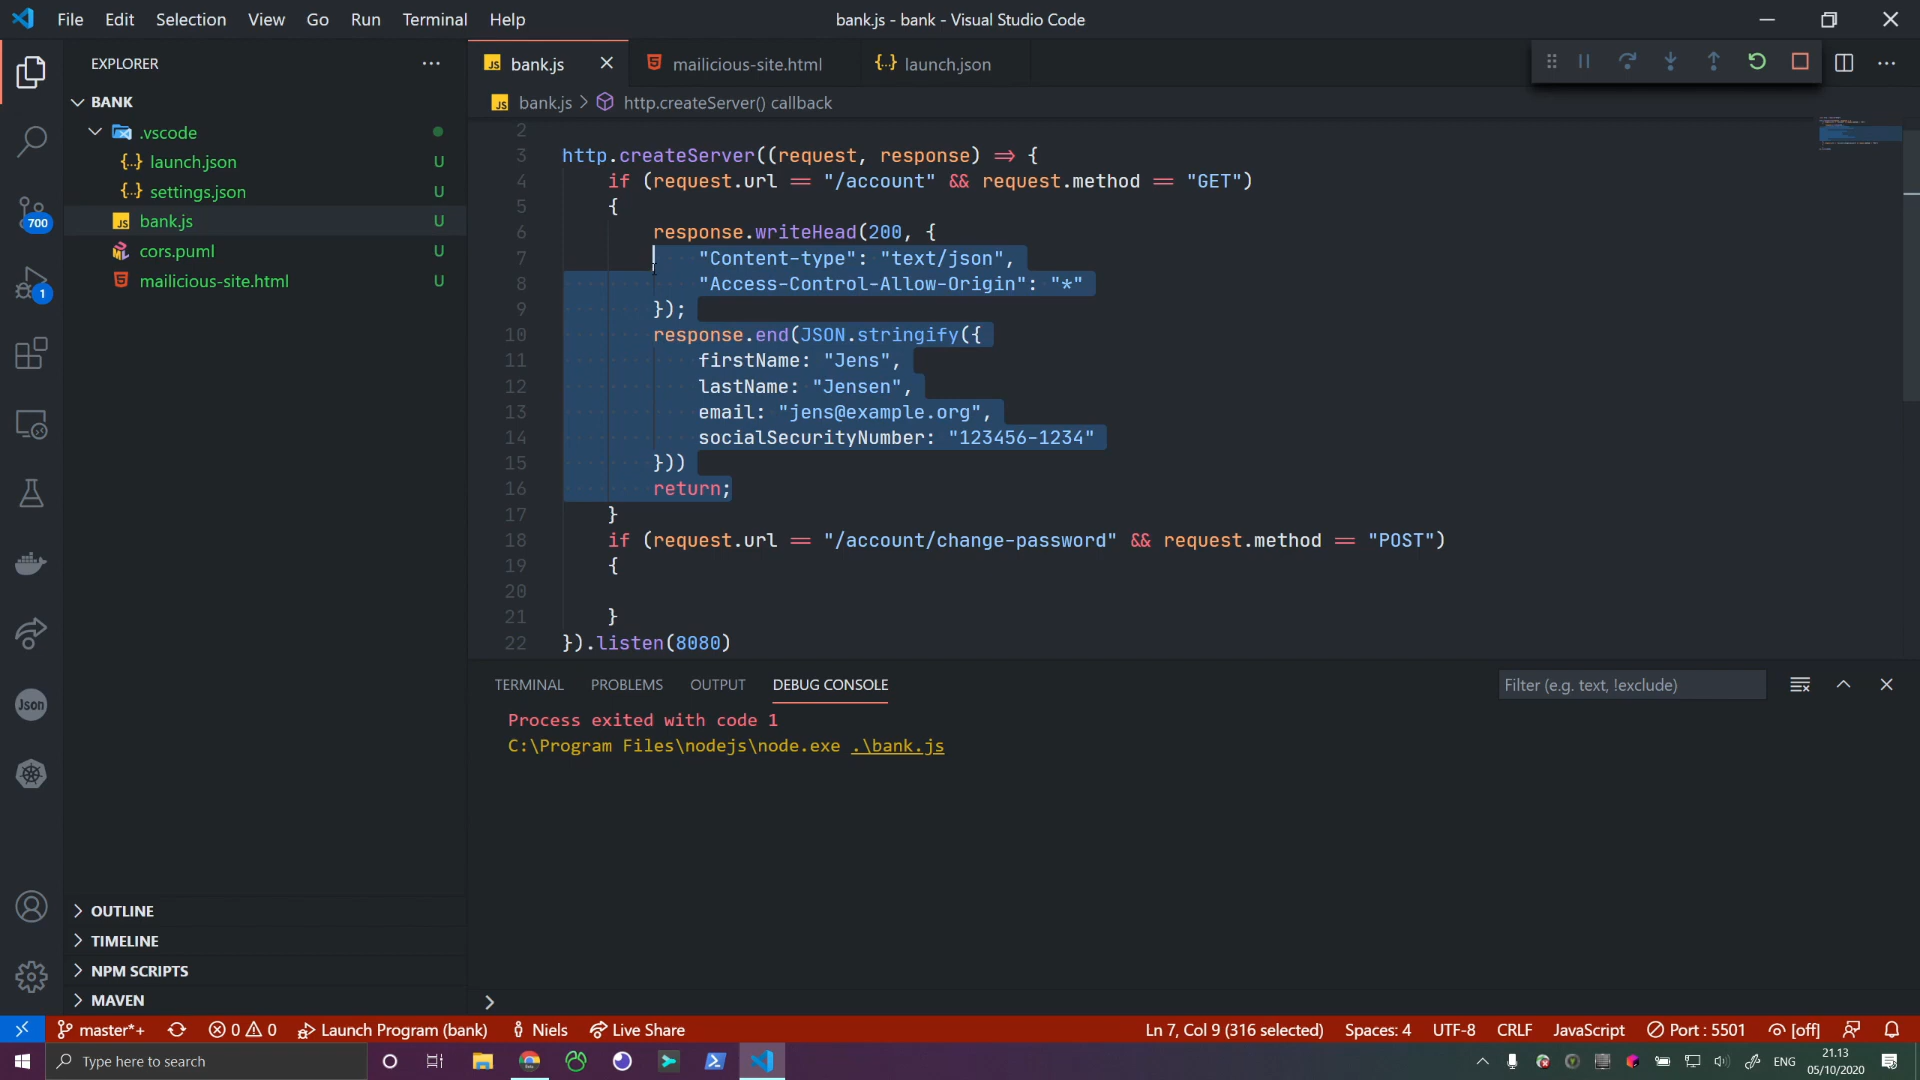 File Edit Selection View Go Run Terminal Help
bank.js - bank - Visual Studio Code
EXPLORER
JS bank.js
mailicious-site.html
{..} launch.json
JS bank.js > http.createServer() callback
BANK
.vscode
{..} launch.json U
{..} settings.json U
JS bank.js U
cors.puml U
mailicious-site.html U
700
1
Json
OUTLINE
TIMELINE
NPM SCRIPTS
MAVEN
2
3 http.createServer((request, response) => {
4 if (request.url == "/account" && request.method == "GET")
5 {
6 response.writeHead(200, {
7 "Content-type": "text/json",
8 "Access-Control-Allow-Origin": "*"
9 });
10 response.end(JSON.stringify({
11 firstName: "Jens",
12 lastName: "Jensen",
13 email: "jens@example.org",
14 socialSecurityNumber: "123456-1234"
15 }))
16 return;
17 }
18 if (request.url == "/account/change-password" && request.method == "POST")
19 {
20
21 }
22 }).listen(8080)
TERMINAL PROBLEMS OUTPUT DEBUG CONSOLE
Filter (e.g. text, !exclude)
Process exited with code 1
C:\Program Files\nodejs\node.exe .\bank.js
master*+ 0 0 Launch Program (bank) Niels Live Share
Ln 7, Col 9 (316 selected) Spaces: 4 UTF-8 CRLF JavaScript Port : 5501 [off]
Type here to search
ENG
21.13
05/10/2020